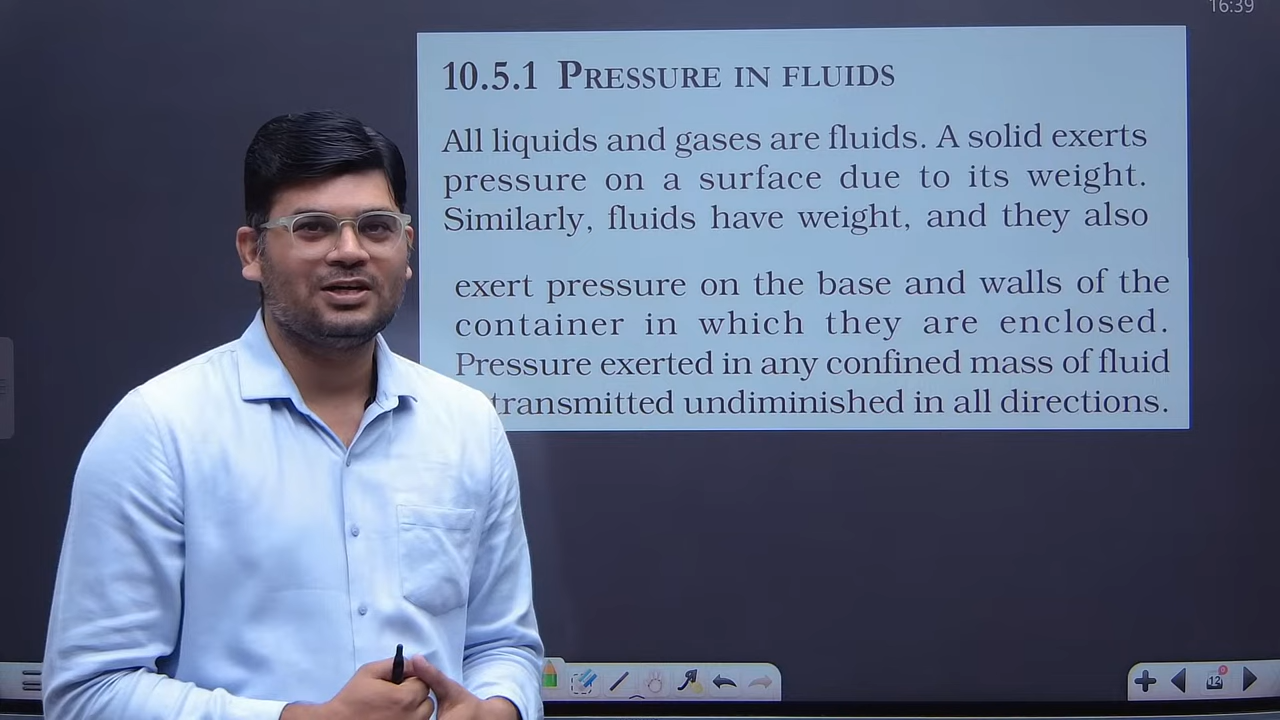 16:39
10.5.1 PRESSURE IN FLUIDS
All liquids and gases are fluids. A solid exerts
pressure on a surface due to its weight.
Similarly, fluids have weight, and they also
exert pressure on the base and walls of the
container in which they are enclosed.
Pressure exerted in any confined mass of fluid
transmitted undiminished in all directions.
12